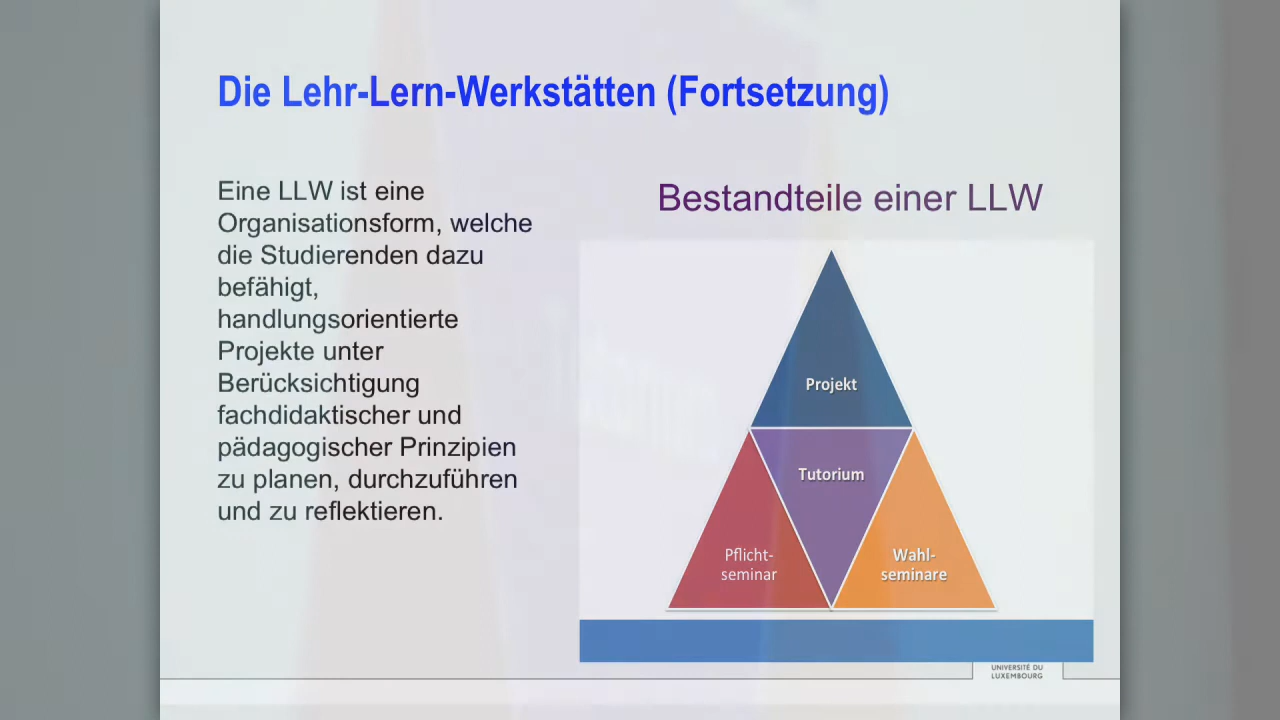 Die Lehr-Lern-Werkstätten (Fortsetzung)
Eine LLW ist eine
Organisationsform, welche
die Studierenden dazu
befähigt,
handlungsorientierte
Projekte unter
Berücksichtigung
fachdidaktischer und
pädagogischer Prinzipien
zu planen, durchzuführen
und zu reflektieren.
Bestandteile einer LLW
Projekt
Tutorium
Pflicht-
seminar
Wahl-
seminare
UNIVERSITÉ DU
LUXEMBOURG